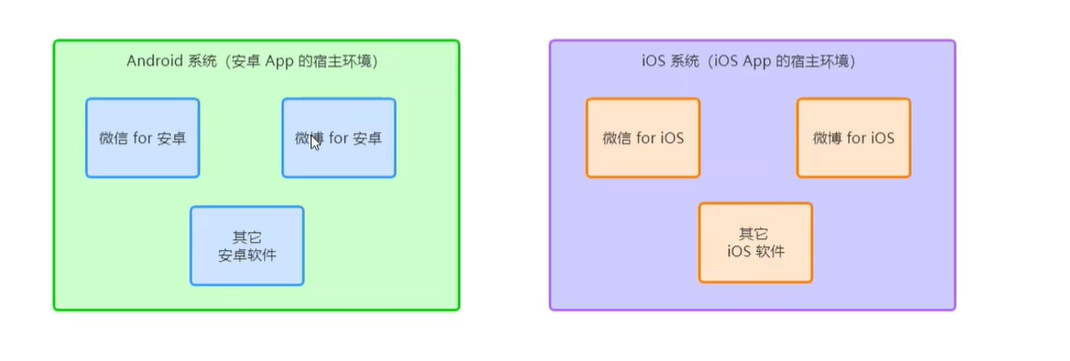 Android 系统（安卓 App 的宿主环境）
微信 for 安卓
微博 for 安卓
其它
安卓软件
iOS 系统（iOS App 的宿主环境）
微信 for iOS
微博 for iOS
其它
iOS 软件